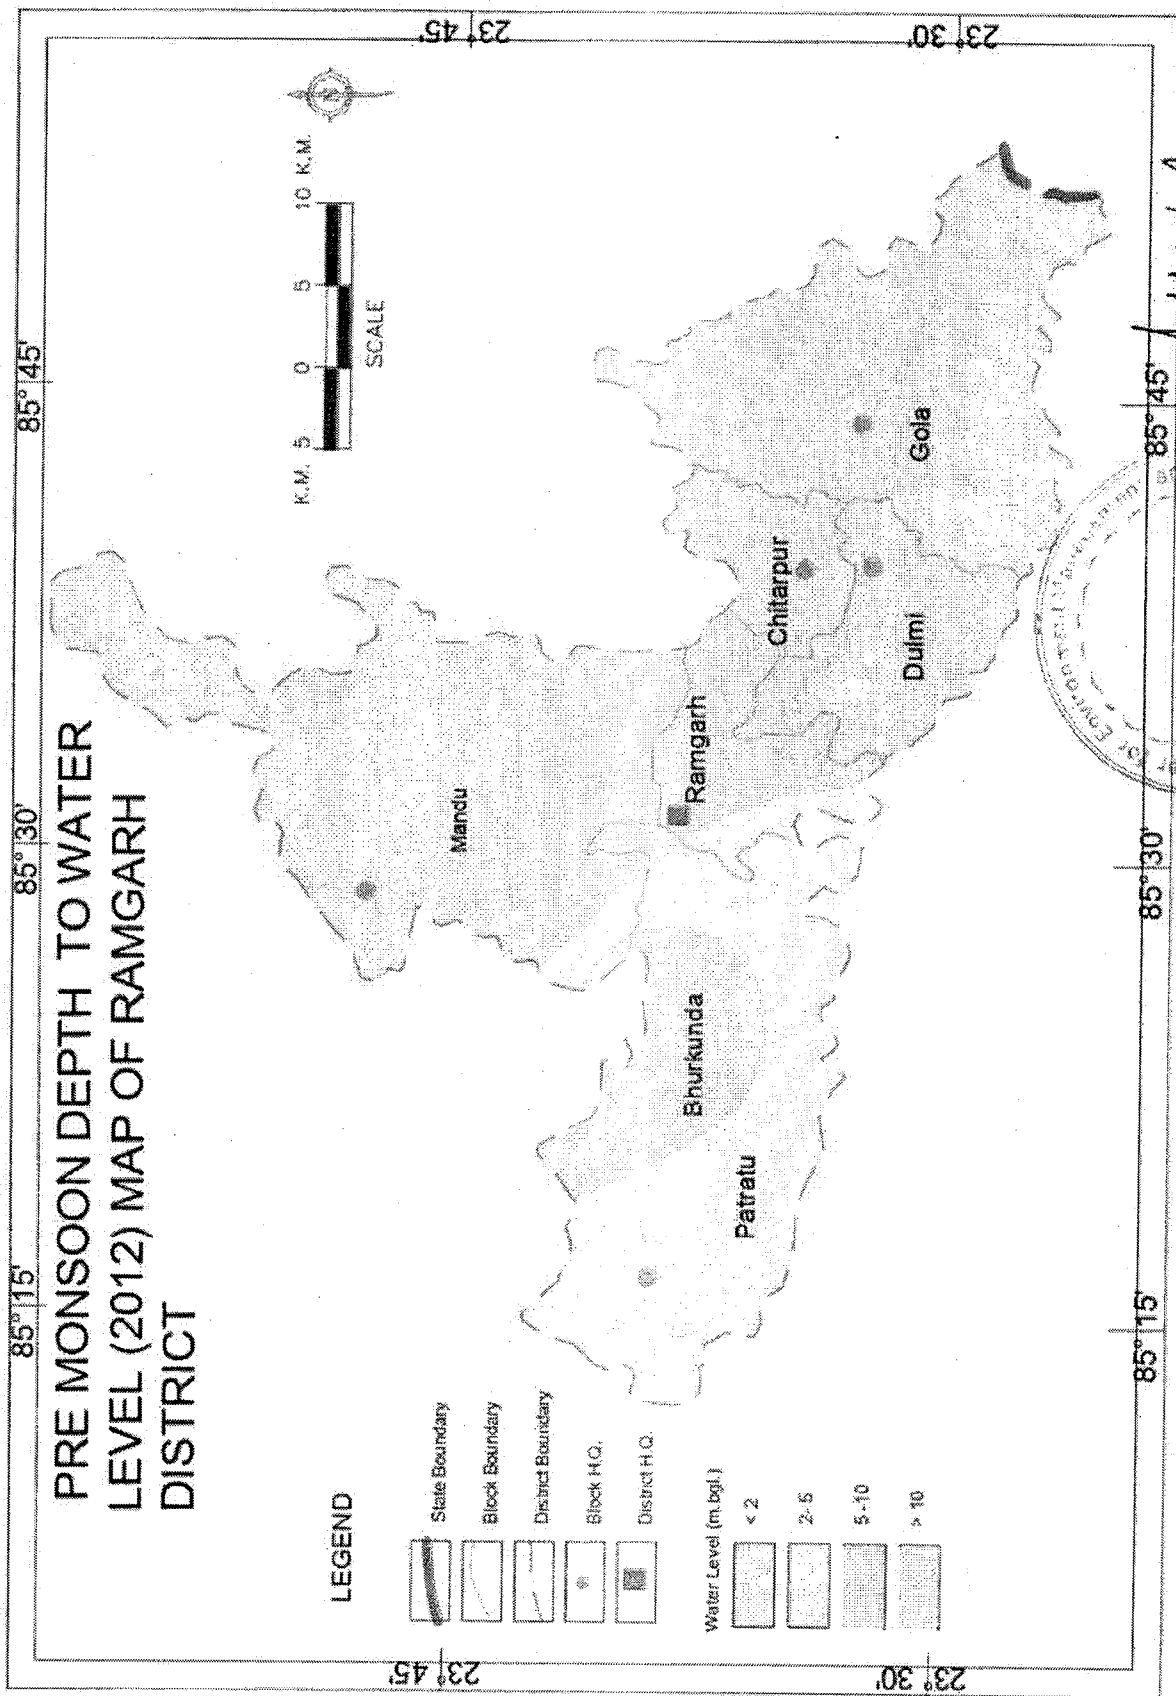 PRE MONSOON DEPTH TO WATER
LEVEL (2012) MAP OF RAMGARH
DISTRICT
85° 15'
85° 30'
85° 45'
23° 45'
23° 30'
K.M. 5 0 5 10 K.M.
SCALE
N
Mandu
Ramgarh
Chitarpur
Gola
Dulmi
Bhurkunda
Patratu
LEGEND
State Boundary
Block Boundary
District Boundary
Block H.Q.
District H.Q.
Water Level (m.bgl.)
< 2
2-5
5-10
> 10
23° 45'
23° 30'
85° 15'
85° 30'
85° 45'